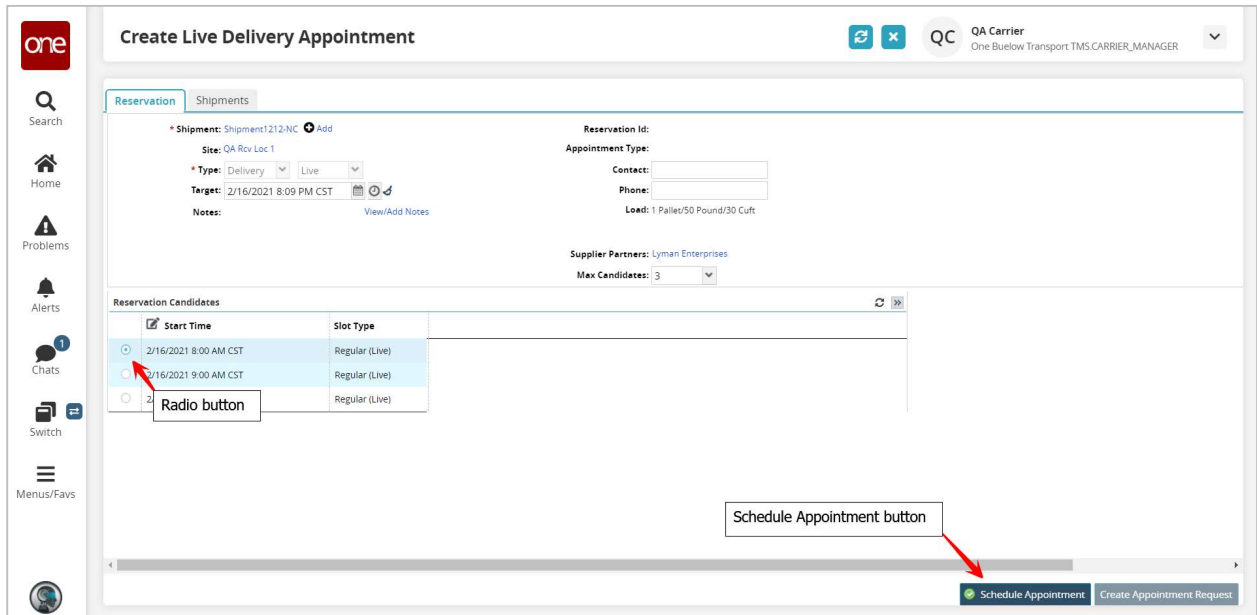 one
Create Live Delivery Appointment
QC
QA Carrier
One Buelow Transport TMS.CARRIER_MANAGER
Search
Home
Problems
Alerts
1
Chats
Switch
Menus/Favs
Reservation Shipments
* Shipment: Shipment1212-NC Add
Site: QA Rcv Loc 1
* Type: Delivery Live
Target: 2/16/2021 8:09 PM CST
Notes: View/Add Notes
Reservation Id:
Appointment Type:
Contact:
Phone:
Load: 1 Pallet/50 Pound/30 Cuft
Supplier Partners: Lyman Enterprises
Max Candidates: 3
Reservation Candidates
Start Time Slot Type
2/16/2021 8:00 AM CST Regular (Live)
2/16/2021 9:00 AM CST Regular (Live)
Regular (Live)
Radio button
Schedule Appointment button
Schedule Appointment Create Appointment Request